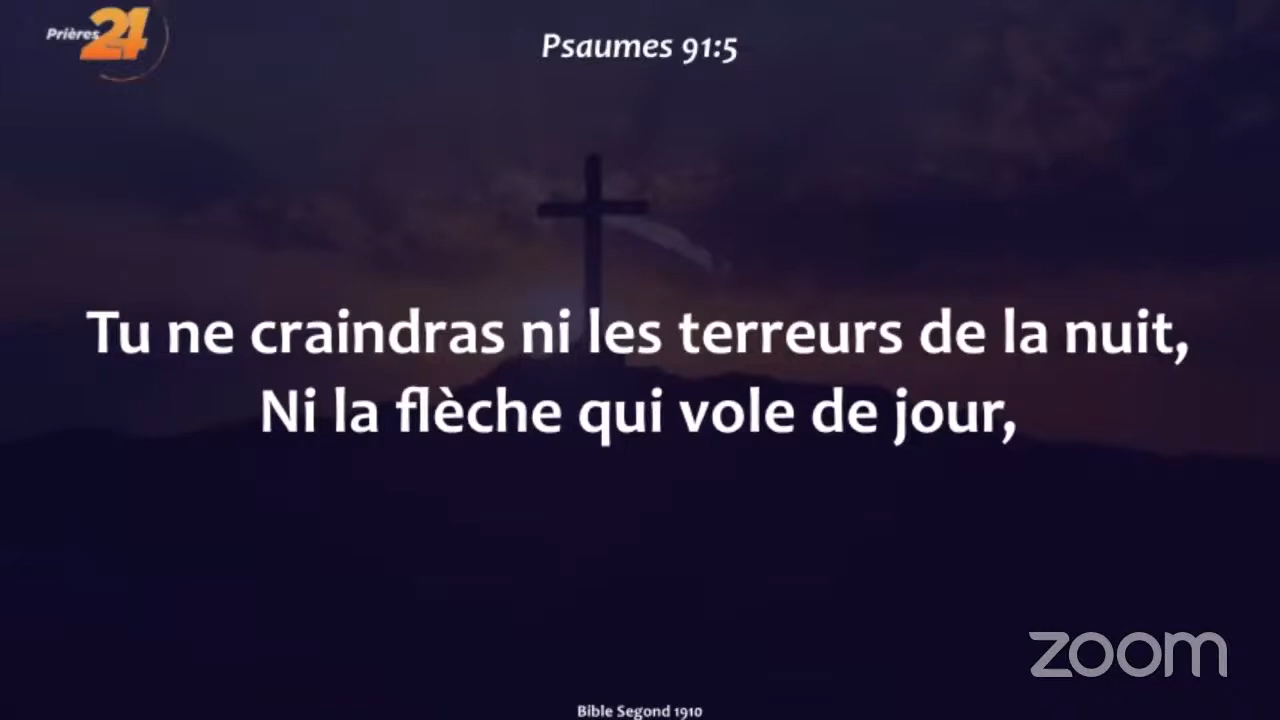 Prières 24
Psaumes 91:5
Tu ne craindras ni les terreurs de la nuit,
Ni la flèche qui vole de jour,
zoom
Bible Segond 1910